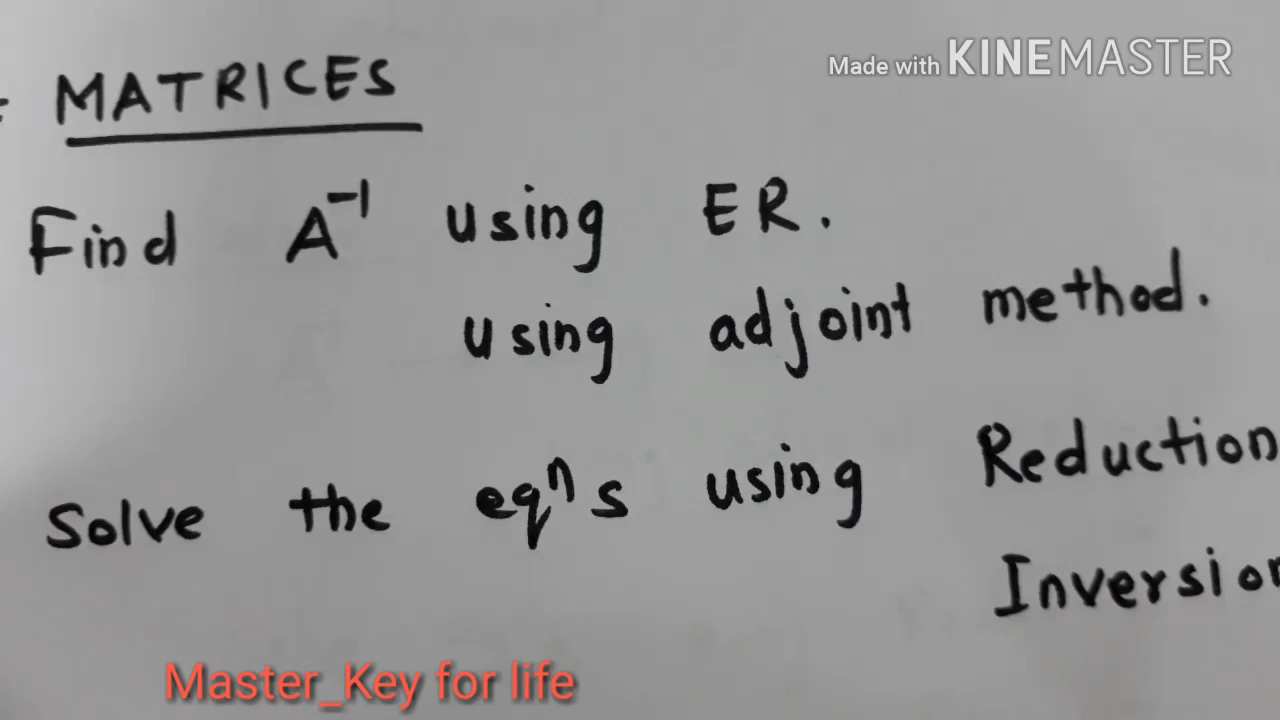 Made with KINEMASTER
MATRICES
Find A⁻¹ using ER.
using adjoint method.
Solve the eqⁿs using Reduction
Inversion
Master_Key for life